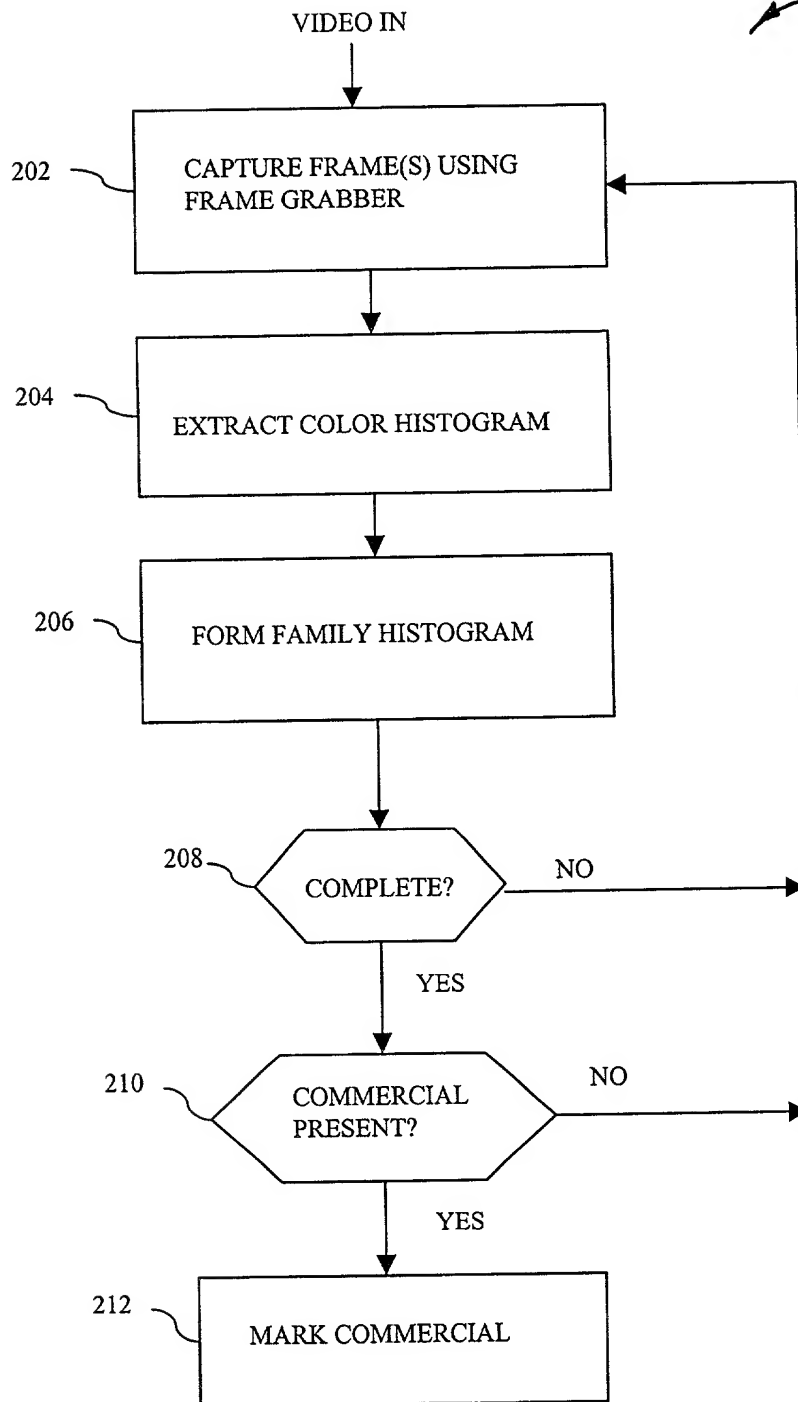 VIDEO IN
202
CAPTURE FRAME(S) USING
FRAME GRABBER
204
EXTRACT COLOR HISTOGRAM
206
FORM FAMILY HISTOGRAM
208
COMPLETE?
NO
YES
210
COMMERCIAL
PRESENT?
NO
YES
212
MARK COMMERCIAL